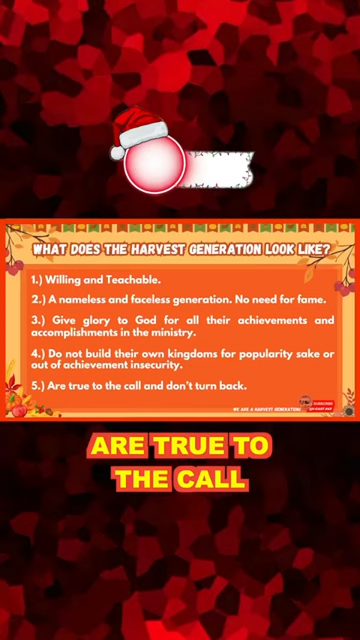 WHAT DOES THE HARVEST GENERATION LOOK LIKE?
1.) Willing and Teachable.
2.) A nameless and faceless generation. No need for fame.
3.) Give glory to God for all their achievements and
accomplishments in the ministry.
4.) Do not build their own kingdoms for popularity sake or
out of achievement insecurity.
5.) Are true to the call and don't turn back.
WE ARE A HARVEST GENERATION!
ARE TRUE TO
THE CALL